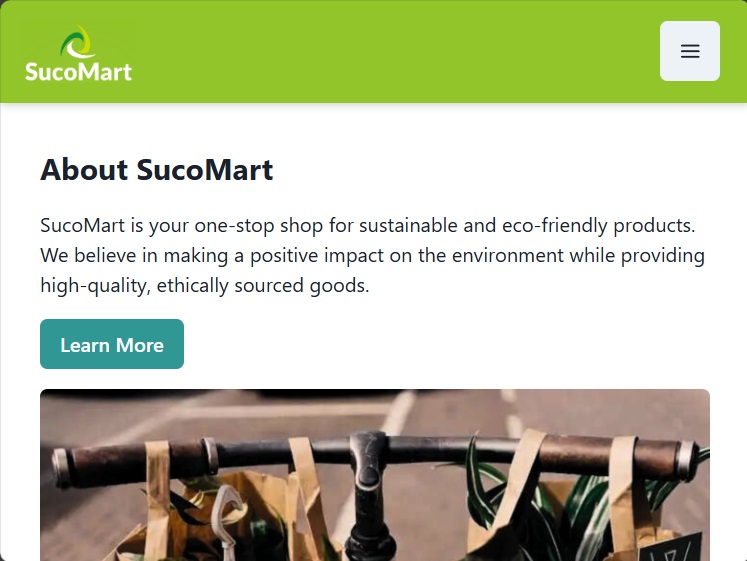 SucoMart
About SucoMart
SucoMart is your one-stop shop for sustainable and eco-friendly products.
We believe in making a positive impact on the environment while providing
high-quality, ethically sourced goods.
Learn More